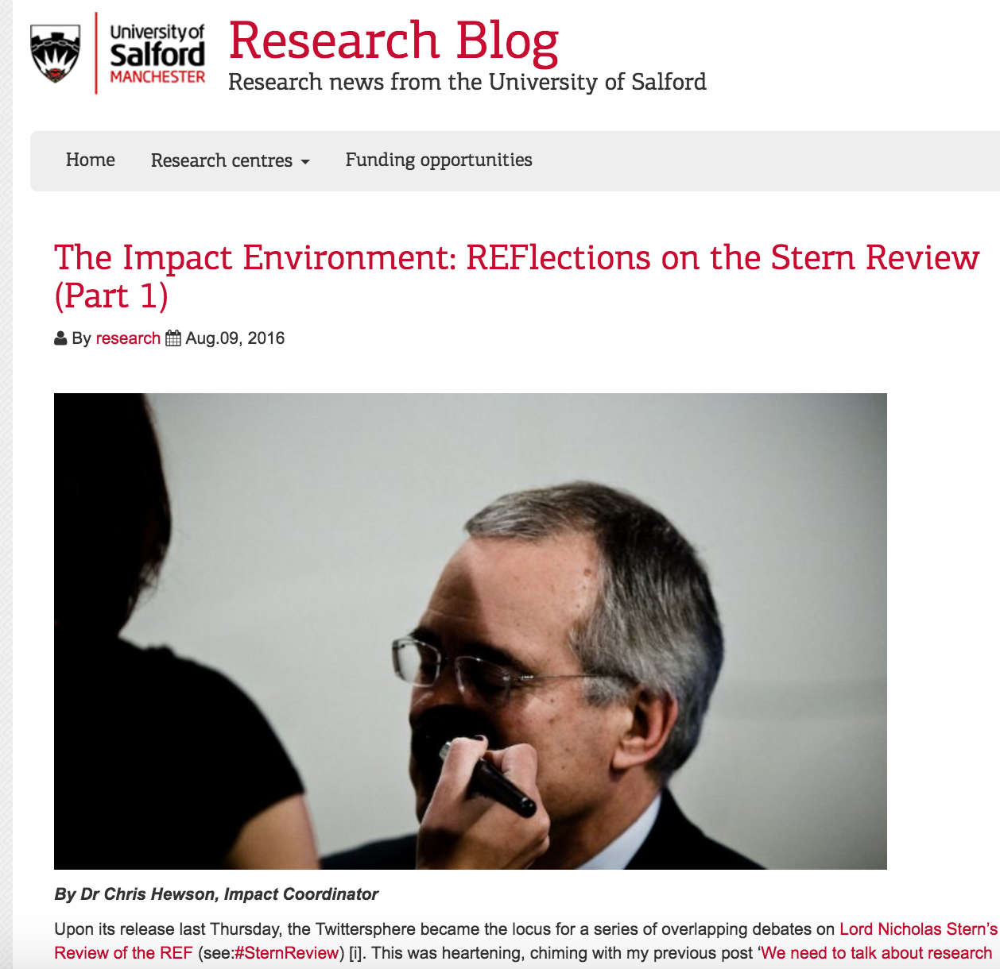 University of
Salford
MANCHESTER
Research Blog
Research news from the University of Salford
Home Research centres Funding opportunities
The Impact Environment: REFlections on the Stern Review
(Part 1)
By research Aug.09, 2016
By Dr Chris Hewson, Impact Coordinator
Upon its release last Thursday, the Twittersphere became the locus for a series of overlapping debates on Lord Nicholas Stern’s
Review of the REF (see:#SternReview) [i]. This was heartening, chiming with my previous post ‘We need to talk about research